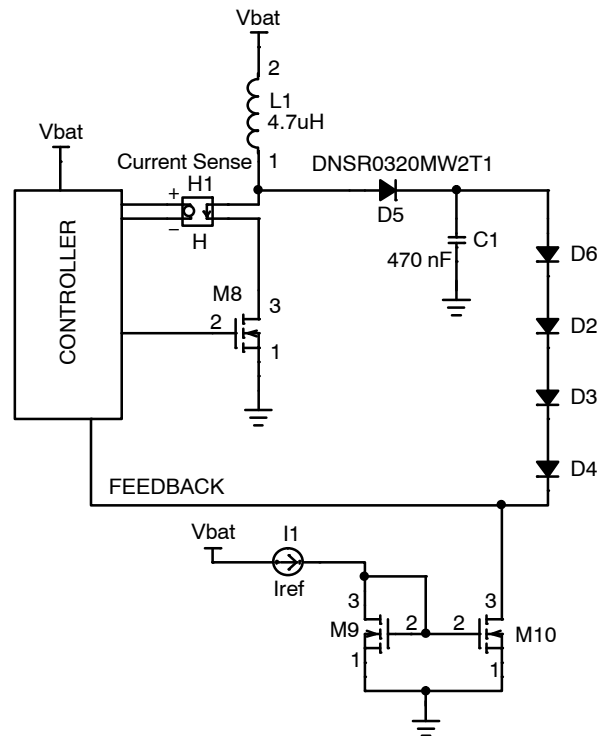 Vbat
2
L1
4.7uH
1
Vbat
Current Sense
H1
+
−
H
DNSR0320MW2T1
D5
C1
470 nF
D6
D2
D3
D4
CONTROLLER
M8
3
2
1
FEEDBACK
Vbat
I1
Iref
3
M9
2
1
2
3
M10
1